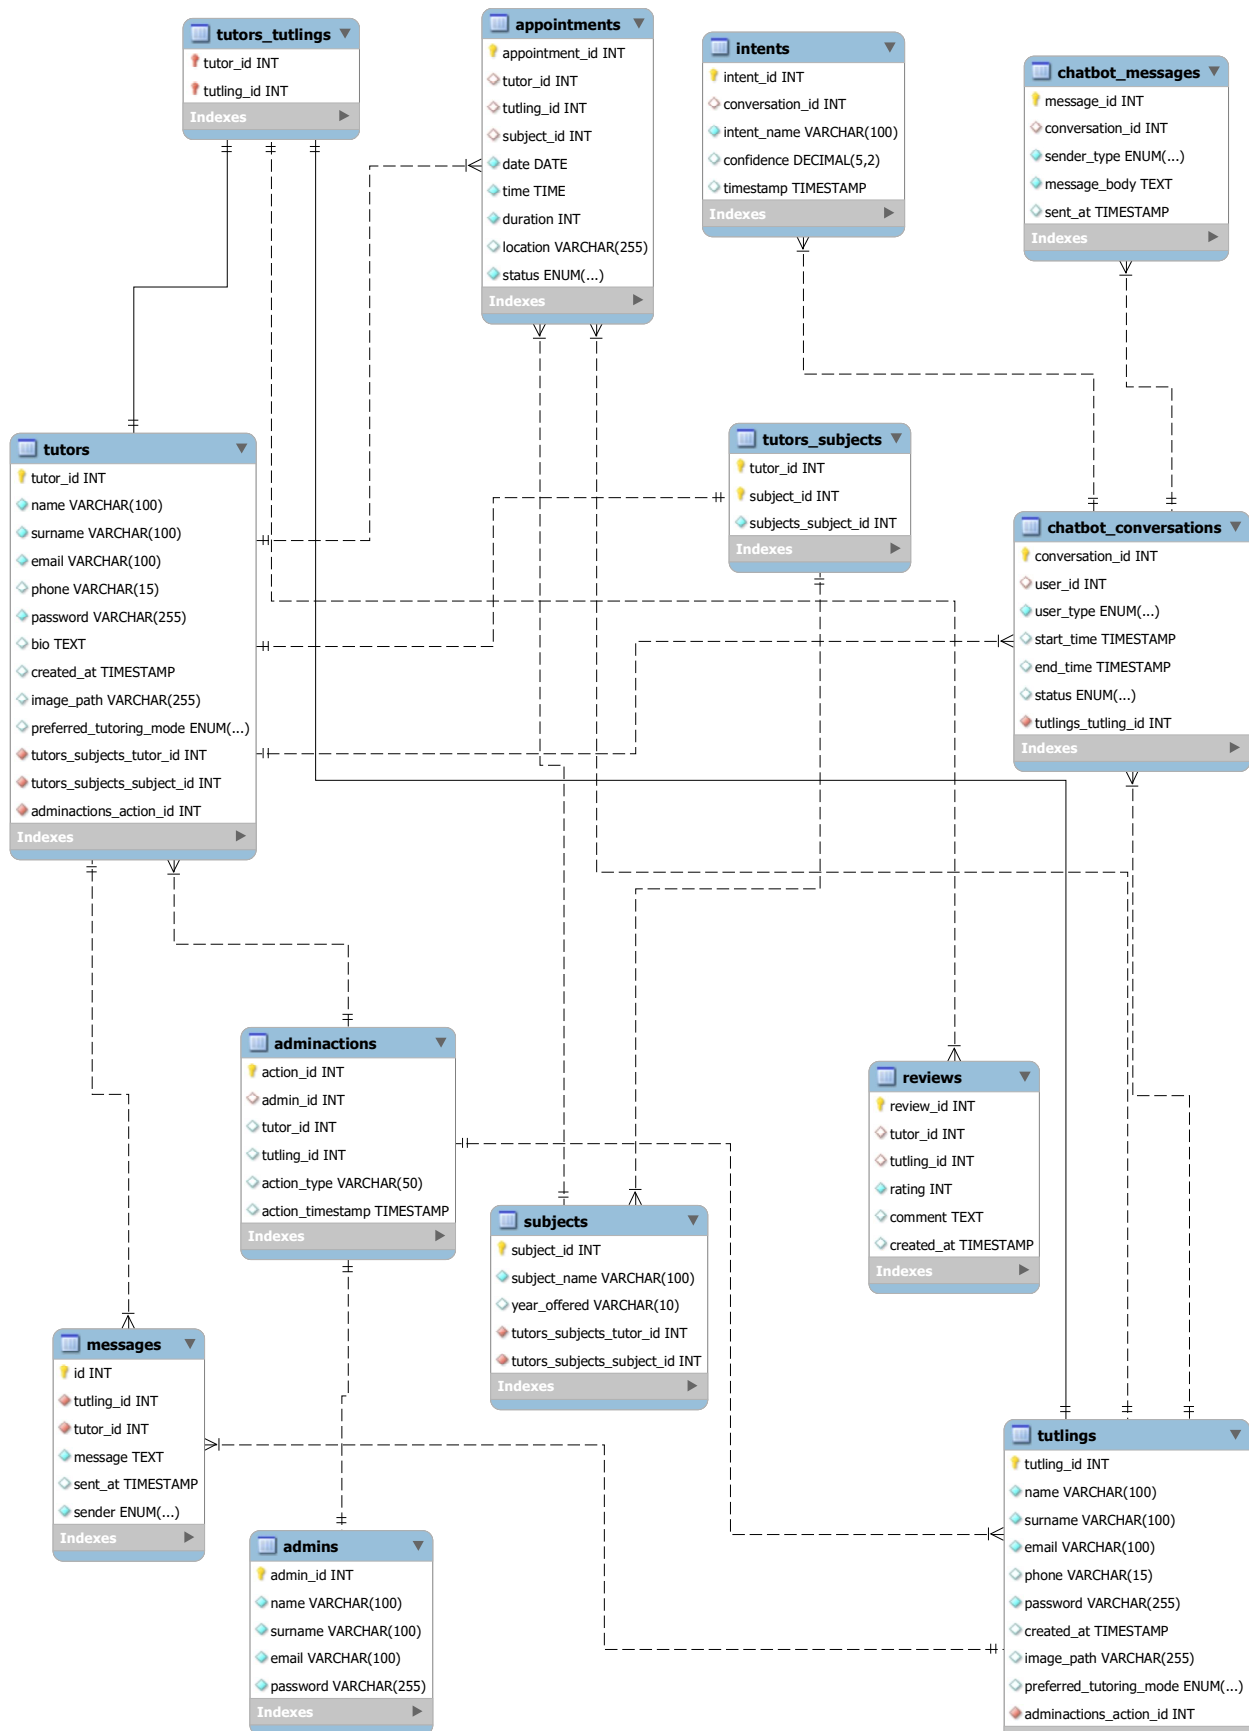 tutors_tutlings
tutor_id INT
tutling_id INT
Indexes
appointments
appointment_id INT
tutor_id INT
tutling_id INT
subject_id INT
date DATE
time TIME
duration INT
location VARCHAR(255)
status ENUM(...)
Indexes
intents
intent_id INT
conversation_id INT
intent_name VARCHAR(100)
confidence DECIMAL(5,2)
timestamp TIMESTAMP
Indexes
chatbot_messages
message_id INT
conversation_id INT
sender_type ENUM(...)
message_body TEXT
sent_at TIMESTAMP
Indexes
tutors
tutor_id INT
name VARCHAR(100)
surname VARCHAR(100)
email VARCHAR(100)
phone VARCHAR(15)
password VARCHAR(255)
bio TEXT
created_at TIMESTAMP
image_path VARCHAR(255)
preferred_tutoring_mode ENUM(...)
tutors_subjects_tutor_id INT
tutors_subjects_subject_id INT
adminactions_action_id INT
Indexes
tutors_subjects
tutor_id INT
subject_id INT
subjects_subject_id INT
Indexes
chatbot_conversations
conversation_id INT
user_id INT
user_type ENUM(...)
start_time TIMESTAMP
end_time TIMESTAMP
status ENUM(...)
tutlings_tutling_id INT
Indexes
adminactions
action_id INT
admin_id INT
tutor_id INT
tutling_id INT
action_type VARCHAR(50)
action_timestamp TIMESTAMP
Indexes
reviews
review_id INT
tutor_id INT
tutling_id INT
rating INT
comment TEXT
created_at TIMESTAMP
Indexes
subjects
subject_id INT
subject_name VARCHAR(100)
year_offered VARCHAR(10)
tutors_subjects_tutor_id INT
tutors_subjects_subject_id INT
Indexes
messages
id INT
tutling_id INT
tutor_id INT
message TEXT
sent_at TIMESTAMP
sender ENUM(...)
Indexes
admins
admin_id INT
name VARCHAR(100)
surname VARCHAR(100)
email VARCHAR(100)
password VARCHAR(255)
Indexes
tutlings
tutling_id INT
name VARCHAR(100)
surname VARCHAR(100)
email VARCHAR(100)
phone VARCHAR(15)
password VARCHAR(255)
created_at TIMESTAMP
image_path VARCHAR(255)
preferred_tutoring_mode ENUM(...)
adminactions_action_id INT